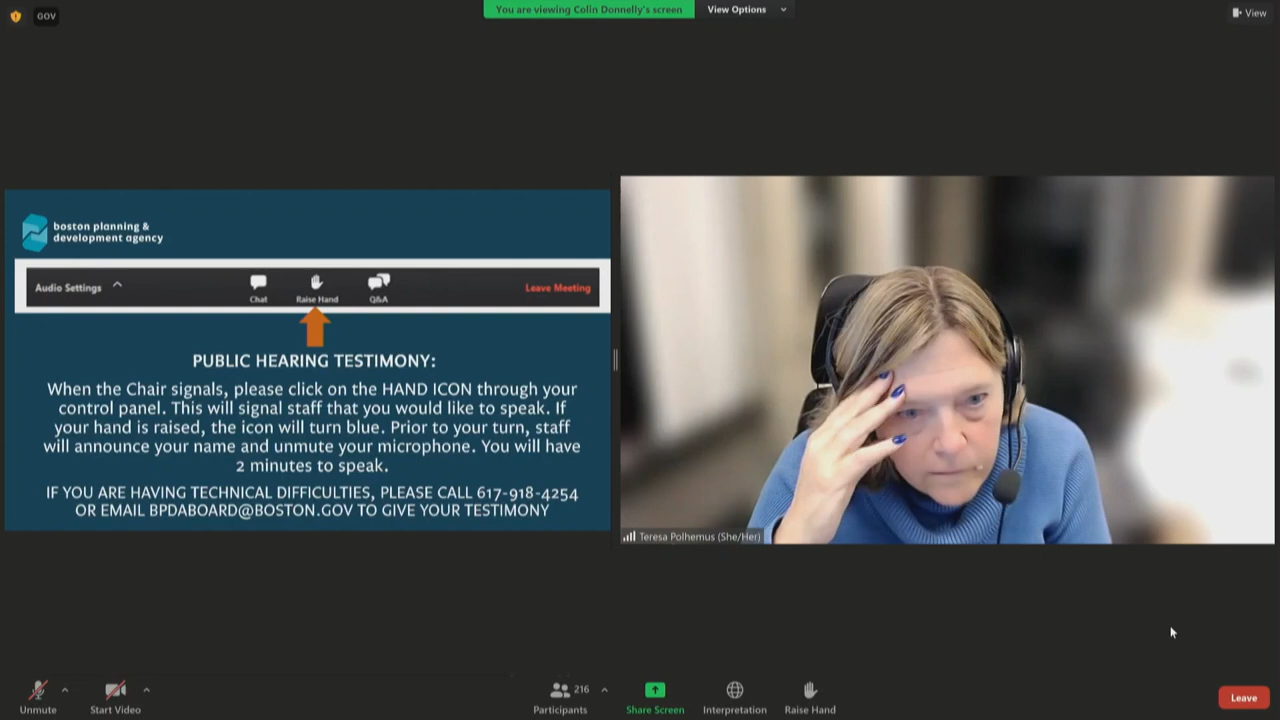 GOV
You are viewing Colin Donnelly's screen
View Options
View
boston planning &
development agency
Audio Settings
Chat
Raise Hand
Q&A
Leave Meeting
PUBLIC HEARING TESTIMONY:
When the Chair signals, please click on the HAND ICON through your
control panel. This will signal staff that you would like to speak. If
your hand is raised, the icon will turn blue. Prior to your turn, staff
will announce your name and unmute your microphone. You will have
2 minutes to speak.
IF YOU ARE HAVING TECHNICAL DIFFICULTIES, PLEASE CALL 617-918-4254
OR EMAIL BPDABOARD@BOSTON.GOV TO GIVE YOUR TESTIMONY
Teresa Polhemus (She/Her)
Unmute
Start Video
216
Participants
Share Screen
Interpretation
Raise Hand
Leave